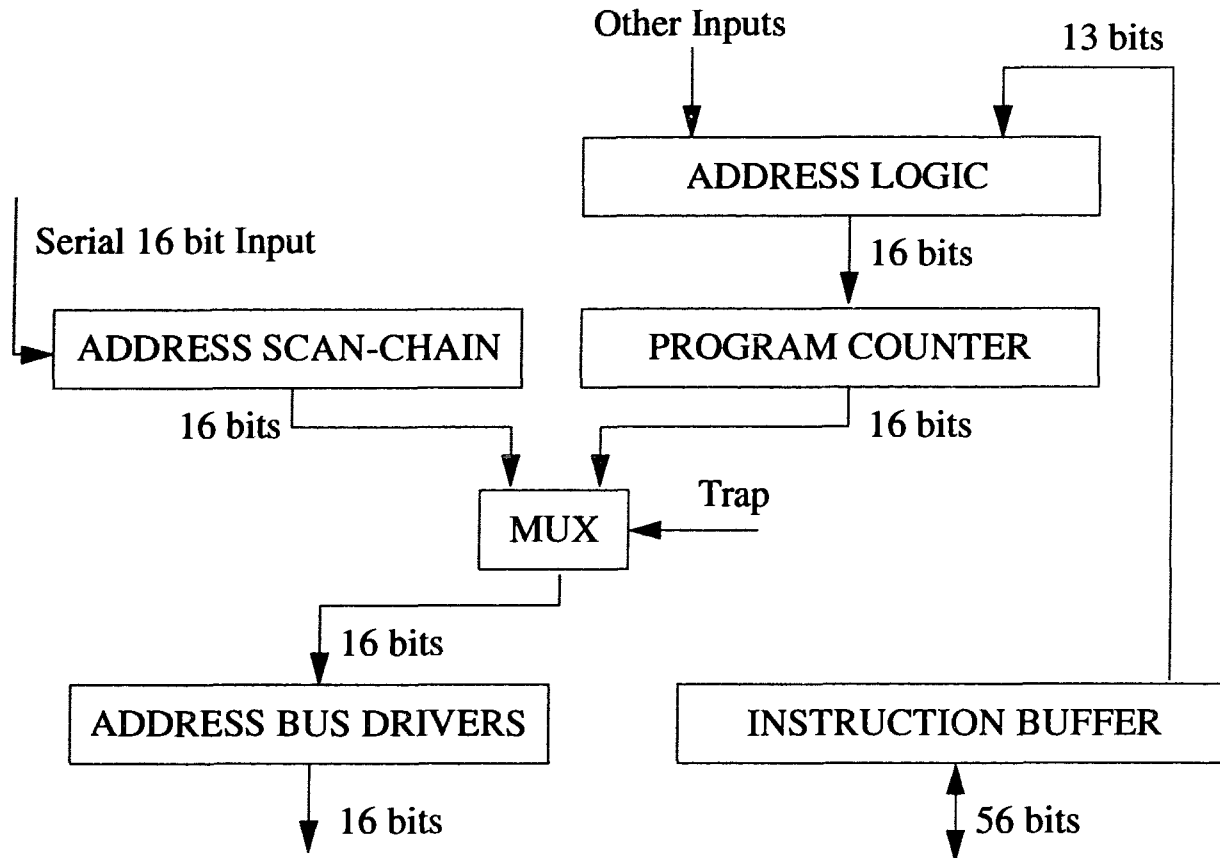 Other Inputs
13 bits
ADDRESS LOGIC
Serial 16 bit Input
16 bits
ADDRESS SCAN-CHAIN
PROGRAM COUNTER
16 bits
16 bits
Trap
MUX
16 bits
ADDRESS BUS DRIVERS
INSTRUCTION BUFFER
16 bits
56 bits